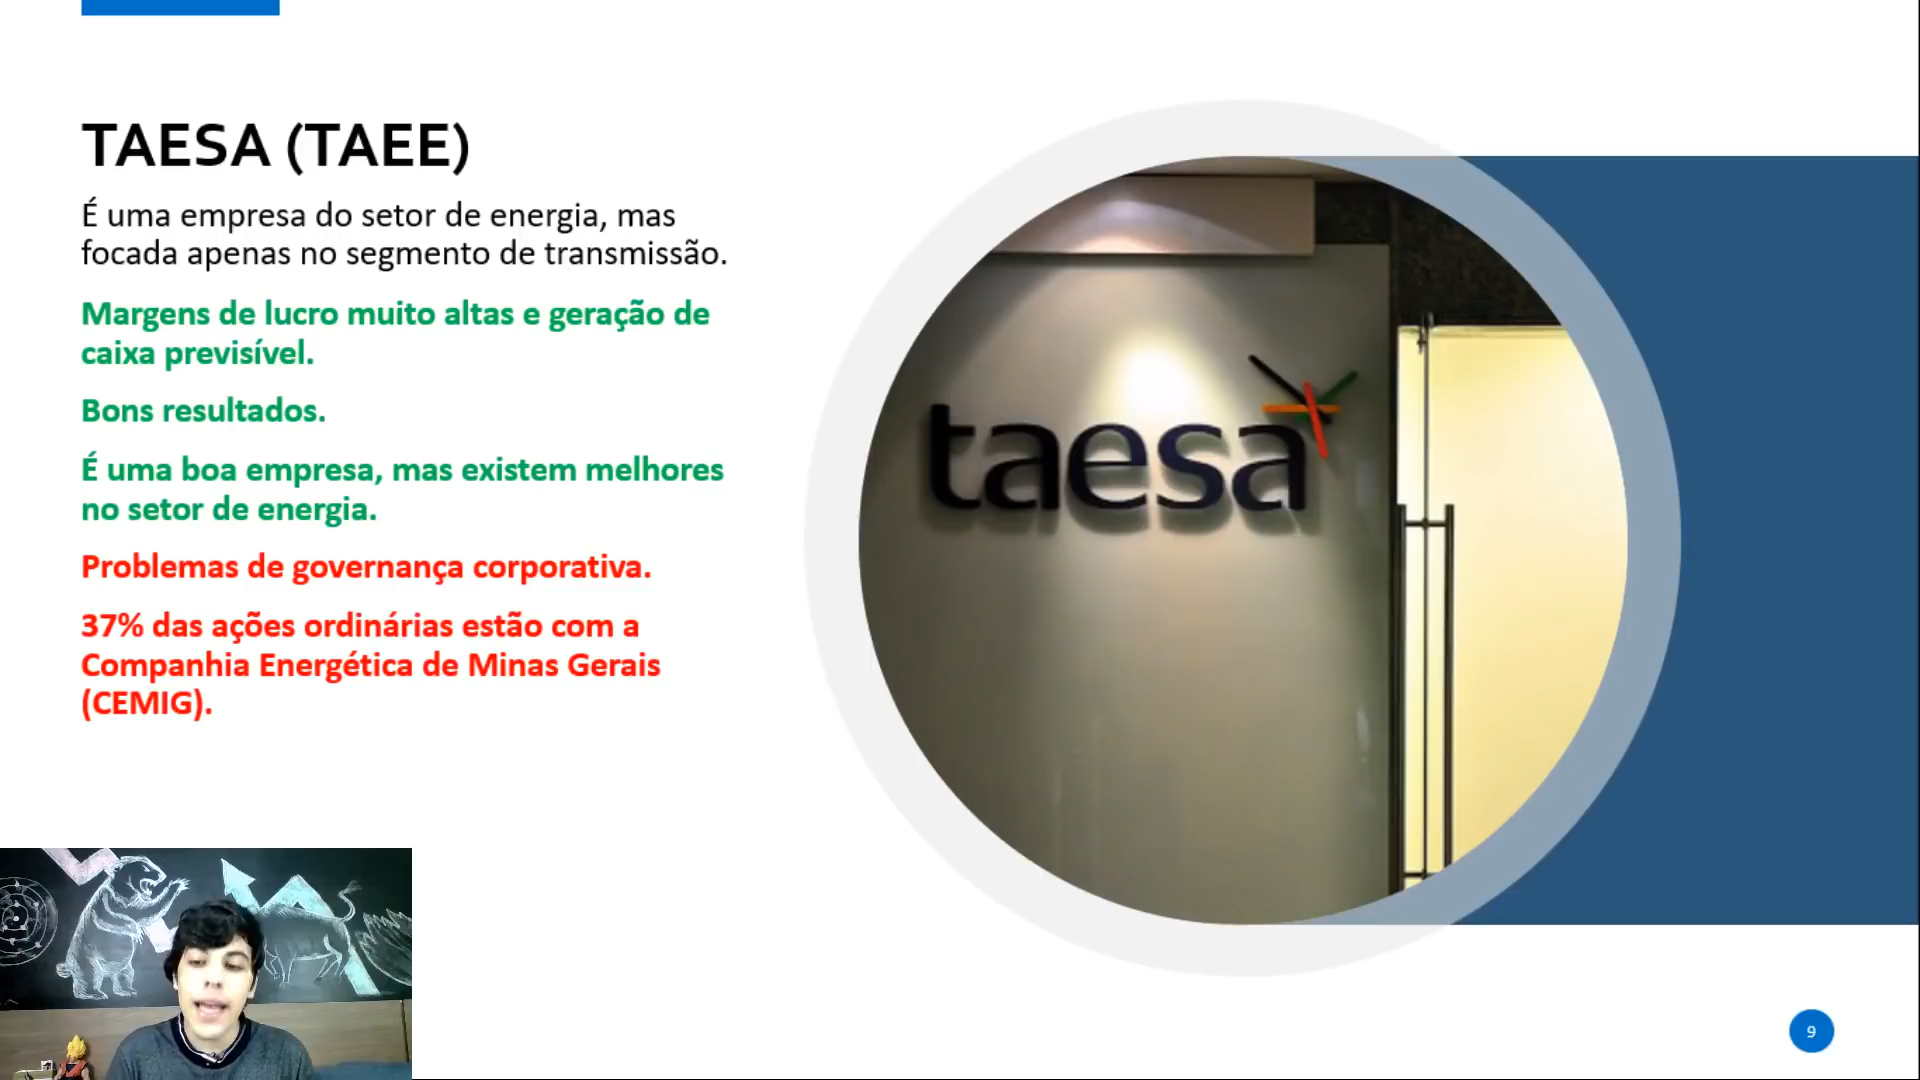 TAESA (TAEE)
É uma empresa do setor de energia, mas
focada apenas no segmento de transmissão.
Margens de lucro muito altas e geração de
caixa previsível.
Bons resultados.
É uma boa empresa, mas existem melhores
no setor de energia.
Problemas de governança corporativa.
37% das ações ordinárias estão com a
Companhia Energética de Minas Gerais
(CEMIG).
taesa
9